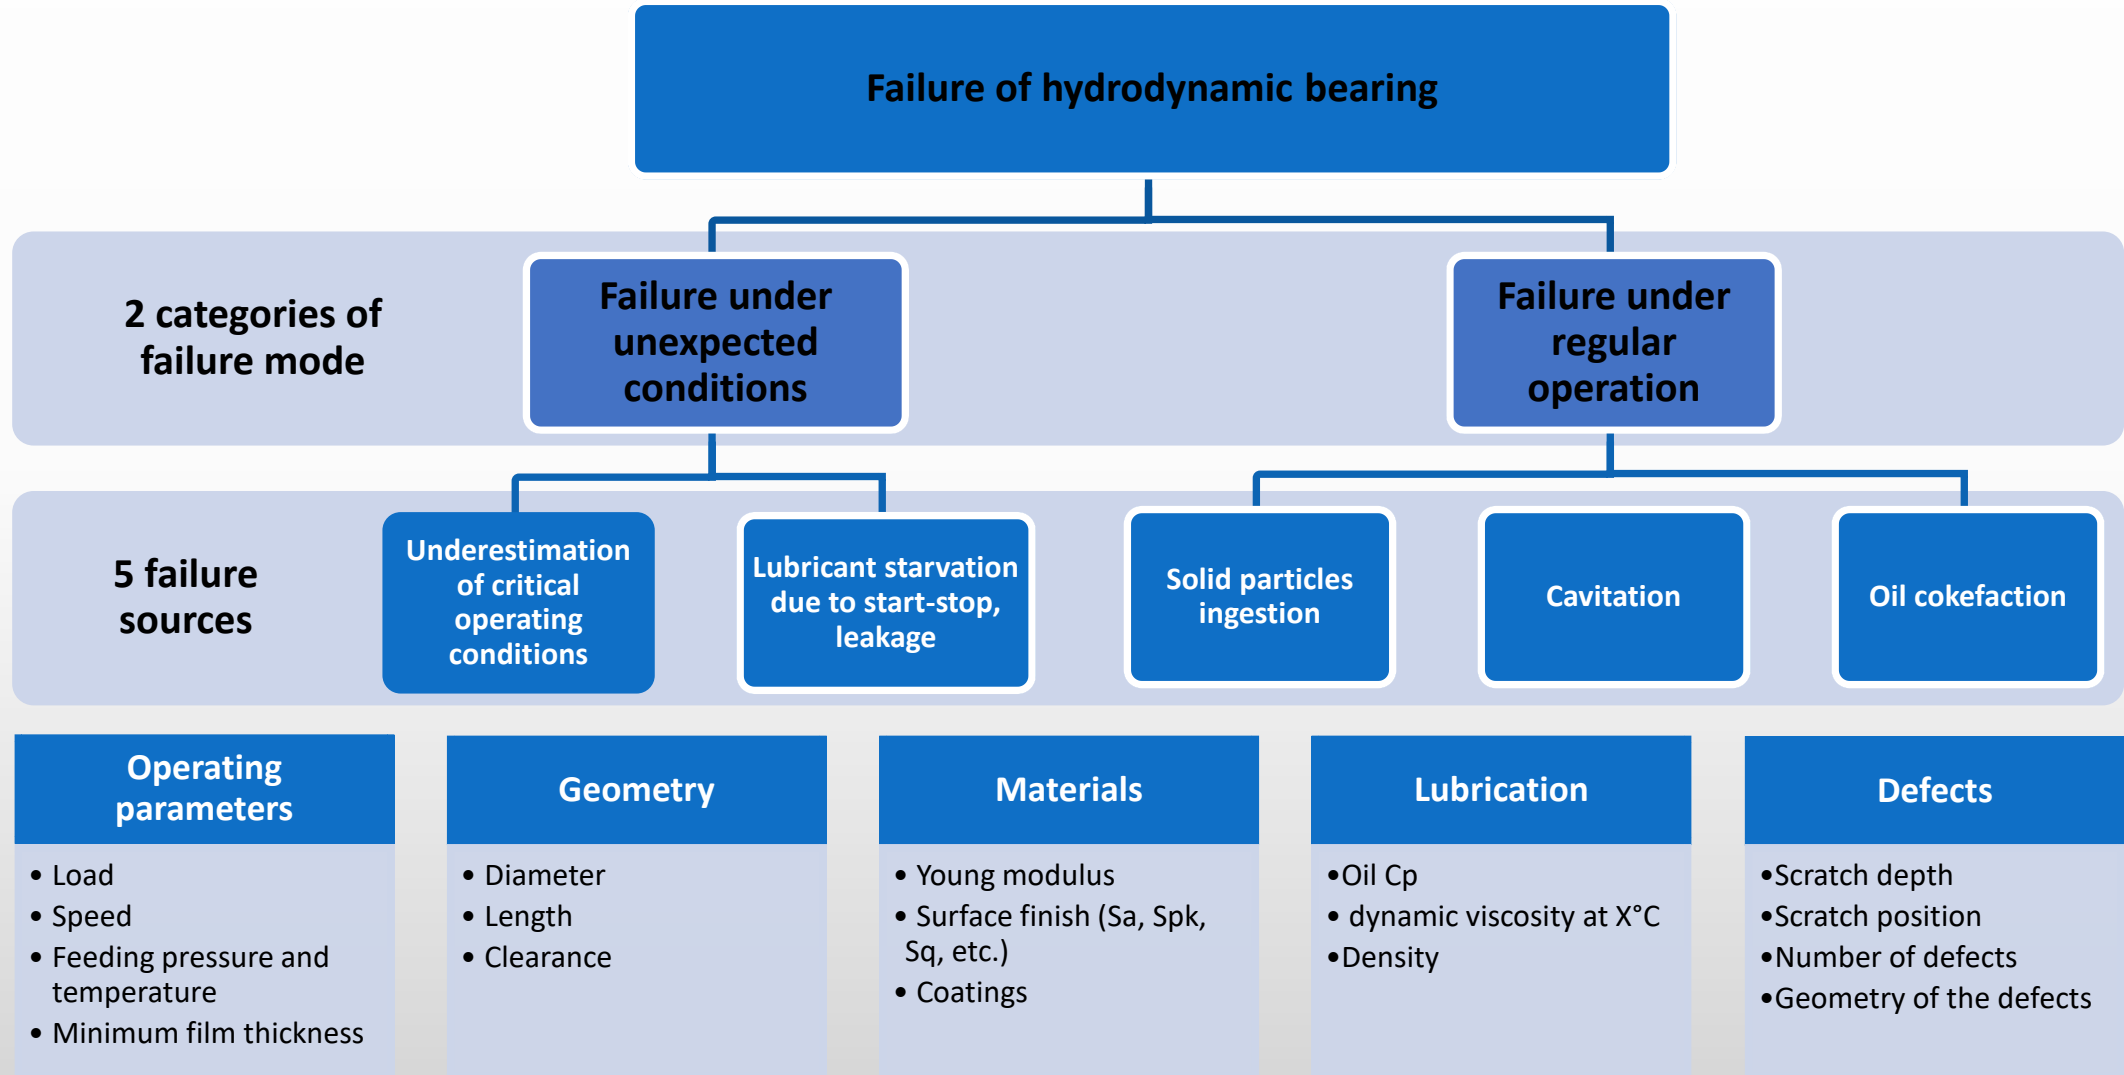 Failure of hydrodynamic bearing
2 categories of
failure mode
Failure under
unexpected
conditions
Failure under
regular
operation
5 failure
sources
Underestimation
of critical
operating
conditions
Lubricant starvation
due to start-stop,
leakage
Solid particles
ingestion
Cavitation
Oil cokefaction
Operating
parameters
• Load
• Speed
• Feeding pressure and
temperature
• Minimum film thickness
Geometry
• Diameter
• Length
• Clearance
Materials
• Young modulus
• Surface finish (Sa, Spk,
Sq, etc.)
• Coatings
Lubrication
•Oil Cp
• dynamic viscosity at X°C
•Density
Defects
•Scratch depth
•Scratch position
•Number of defects
•Geometry of the defects